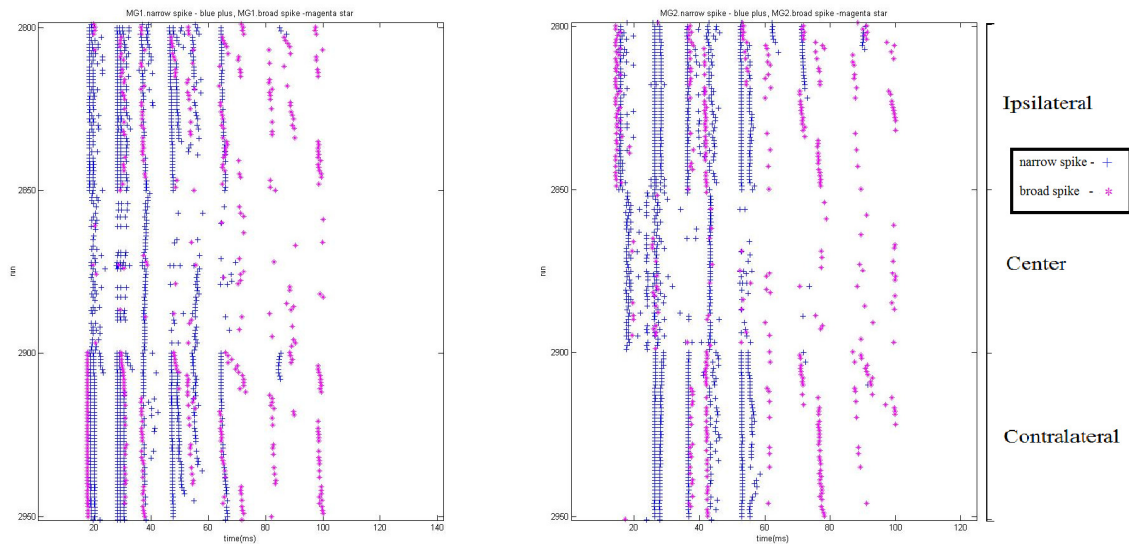 MG1.narrow spike - blue plus, MG1.broad spike -magenta star
2800
2850
nn
2900
2950
20
40
60
80
100
120
140
time(ms)
MG2.narrow spike - blue plus, MG2.broad spike -magenta star
2800
2850
nn
2900
2950
20
40
60
80
100
120
time(ms)
Ipsilateral
narrow spike - +
broad spike - *
Center
Contralateral